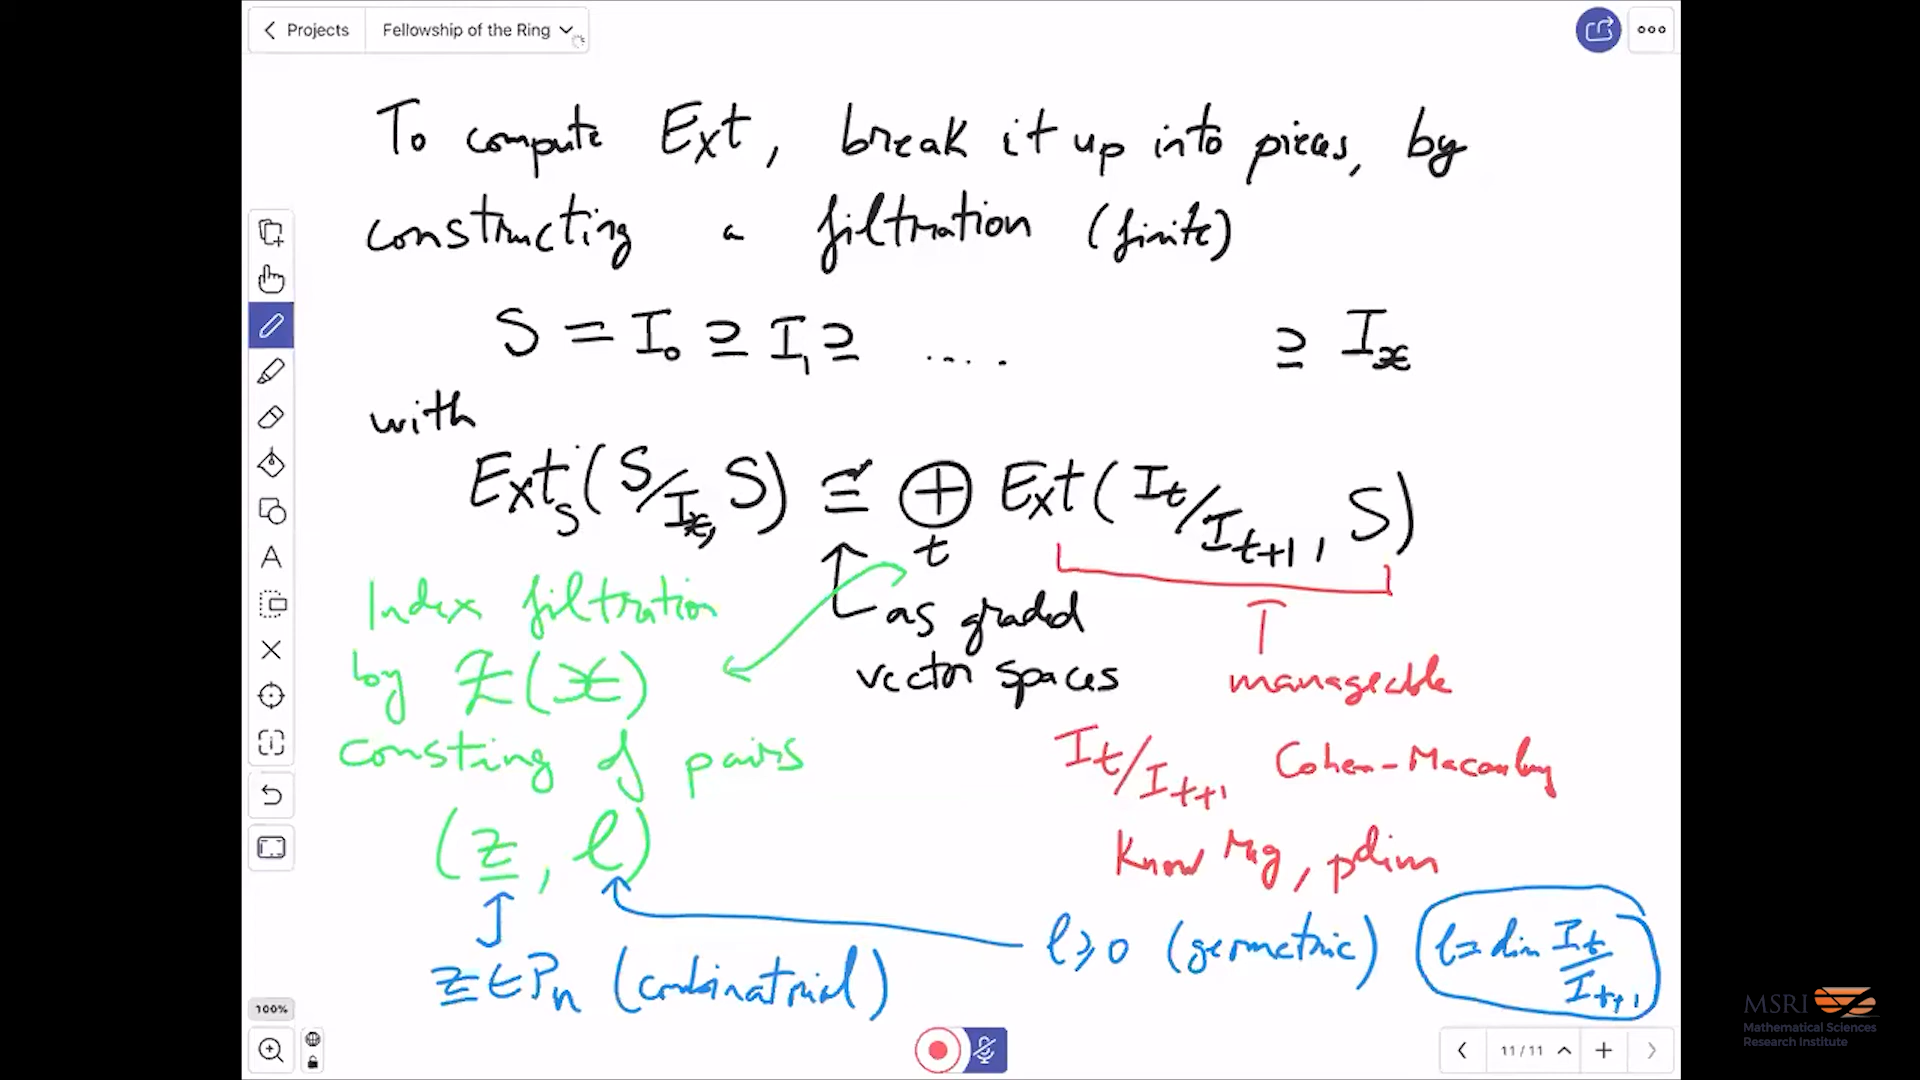 Projects
Fellowship of the Ring
To compute Ext, break it up into pieces, by
constructing a filtration (finite)
S = I₀ ⊇ I₁ ⊇ ..... ⊇ I_𝔛
with
Ext˙_S(S/I_𝔛, S) ≅ ⊕_t Ext(I_t/I_{t+1}, S)
Index filtration
by 𝒵(𝔛)
consting of pairs
(z, l)
z ∈ P_n (combinatorial)
as graded
vector spaces
manageable
I_t/I_{t+1} Cohen-Macaulay
Know reg, pdim
l ≥ 0 (geometric)
l = dim I_t/I_{t+1}
100%
11/11
MSRI
Mathematical Sciences
Research Institute